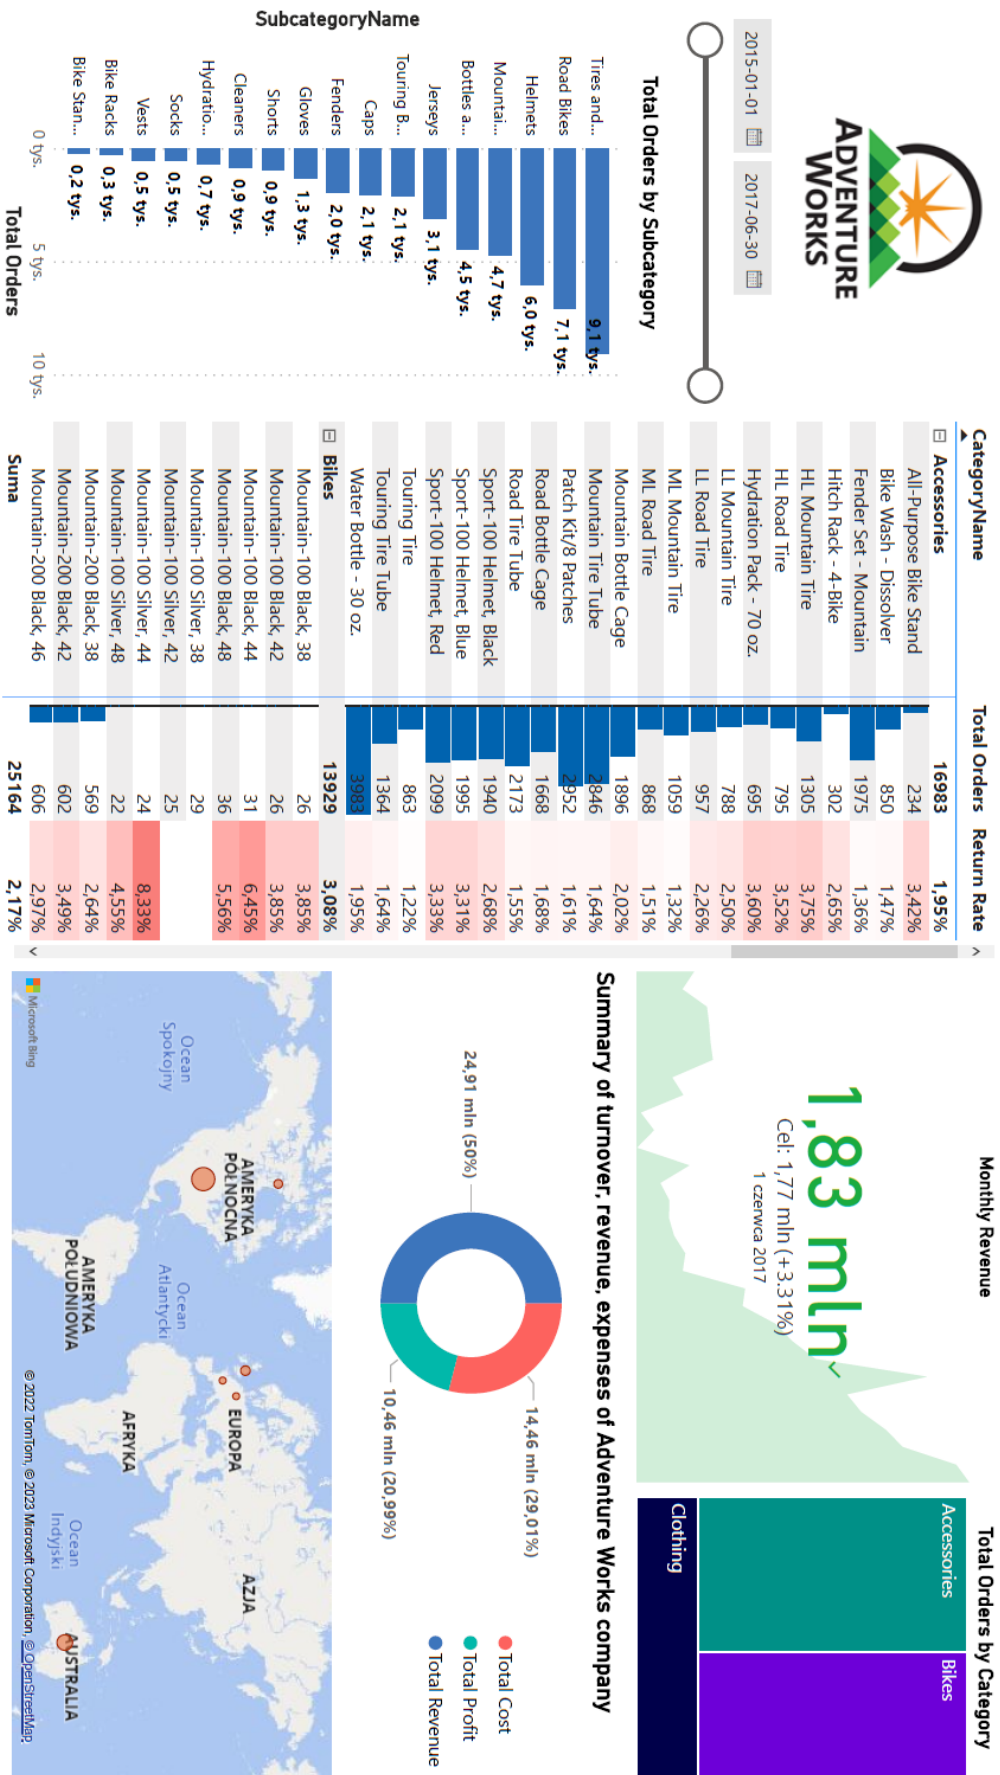 ADVENTURE
WORKS
2015-01-01
2017-06-30
Total Orders by Subcategory
SubcategoryName
Tires and... 9,1 tys.
Road Bikes 7,1 tys.
Helmets 6,0 tys.
Mountai... 4,7 tys.
Bottles a... 4,5 tys.
Jerseys 3,1 tys.
Touring B... 2,1 tys.
Caps 2,1 tys.
Fenders 2,0 tys.
Gloves 1,3 tys.
Shorts 0,9 tys.
Cleaners 0,9 tys.
Hydratio... 0,7 tys.
Socks 0,5 tys.
Vests 0,5 tys.
Bike Racks 0,3 tys.
Bike Stan... 0,2 tys.
0 tys. 5 tys. 10 tys.
Total Orders
CategoryName Total Orders Return Rate
Accessories 16983 1,95%
All-Purpose Bike Stand 234 3,42%
Bike Wash - Dissolver 850 1,47%
Fender Set - Mountain 1975 1,36%
Hitch Rack - 4-Bike 302 2,65%
HL Mountain Tire 1305 3,75%
HL Road Tire 795 3,52%
Hydration Pack - 70 oz. 695 3,60%
LL Mountain Tire 788 2,50%
LL Road Tire 957 2,26%
ML Mountain Tire 1059 1,32%
ML Road Tire 868 1,51%
Mountain Bottle Cage 1896 2,02%
Mountain Tire Tube 2846 1,64%
Patch Kit/8 Patches 2952 1,61%
Road Bottle Cage 1668 1,68%
Road Tire Tube 2173 1,55%
Sport-100 Helmet, Black 1940 2,68%
Sport-100 Helmet, Blue 1995 3,31%
Sport-100 Helmet, Red 2099 3,33%
Touring Tire 863 1,22%
Touring Tire Tube 1364 1,64%
Water Bottle - 30 oz. 3983 1,95%
Bikes 13929 3,08%
Mountain-100 Black, 38 26 3,85%
Mountain-100 Black, 42 26 3,85%
Mountain-100 Black, 44 31 6,45%
Mountain-100 Black, 48 36 5,56%
Mountain-100 Silver, 38 29
Mountain-100 Silver, 42 25
Mountain-100 Silver, 44 24 8,33%
Mountain-100 Silver, 48 22 4,55%
Mountain-200 Black, 38 569 2,64%
Mountain-200 Black, 42 602 3,49%
Mountain-200 Black, 46 606 2,97%
Suma 25164 2,17%
Monthly Revenue
1,83 mln
Cel: 1,77 mln (+3.31%)
1 czerwca 2017
Total Orders by Category
Accessories
Bikes
Clothing
Summary of turnover, revenue, expenses of Adventure Works company
24,91 mln (50%)
14,46 mln (29,01%)
10,46 mln (20,99%)
Total Cost
Total Profit
Total Revenue
AMERYKA
PÓŁNOCNA
EUROPA
AZJA
Ocean
Spokojny
Ocean
Atlantycki
AFRYKA
AMERYKA
POŁUDNIOWA
Ocean
Indyjski
AUSTRALIA
Microsoft Bing
© 2022 TomTom, © 2023 Microsoft Corporation, © OpenStreetMap